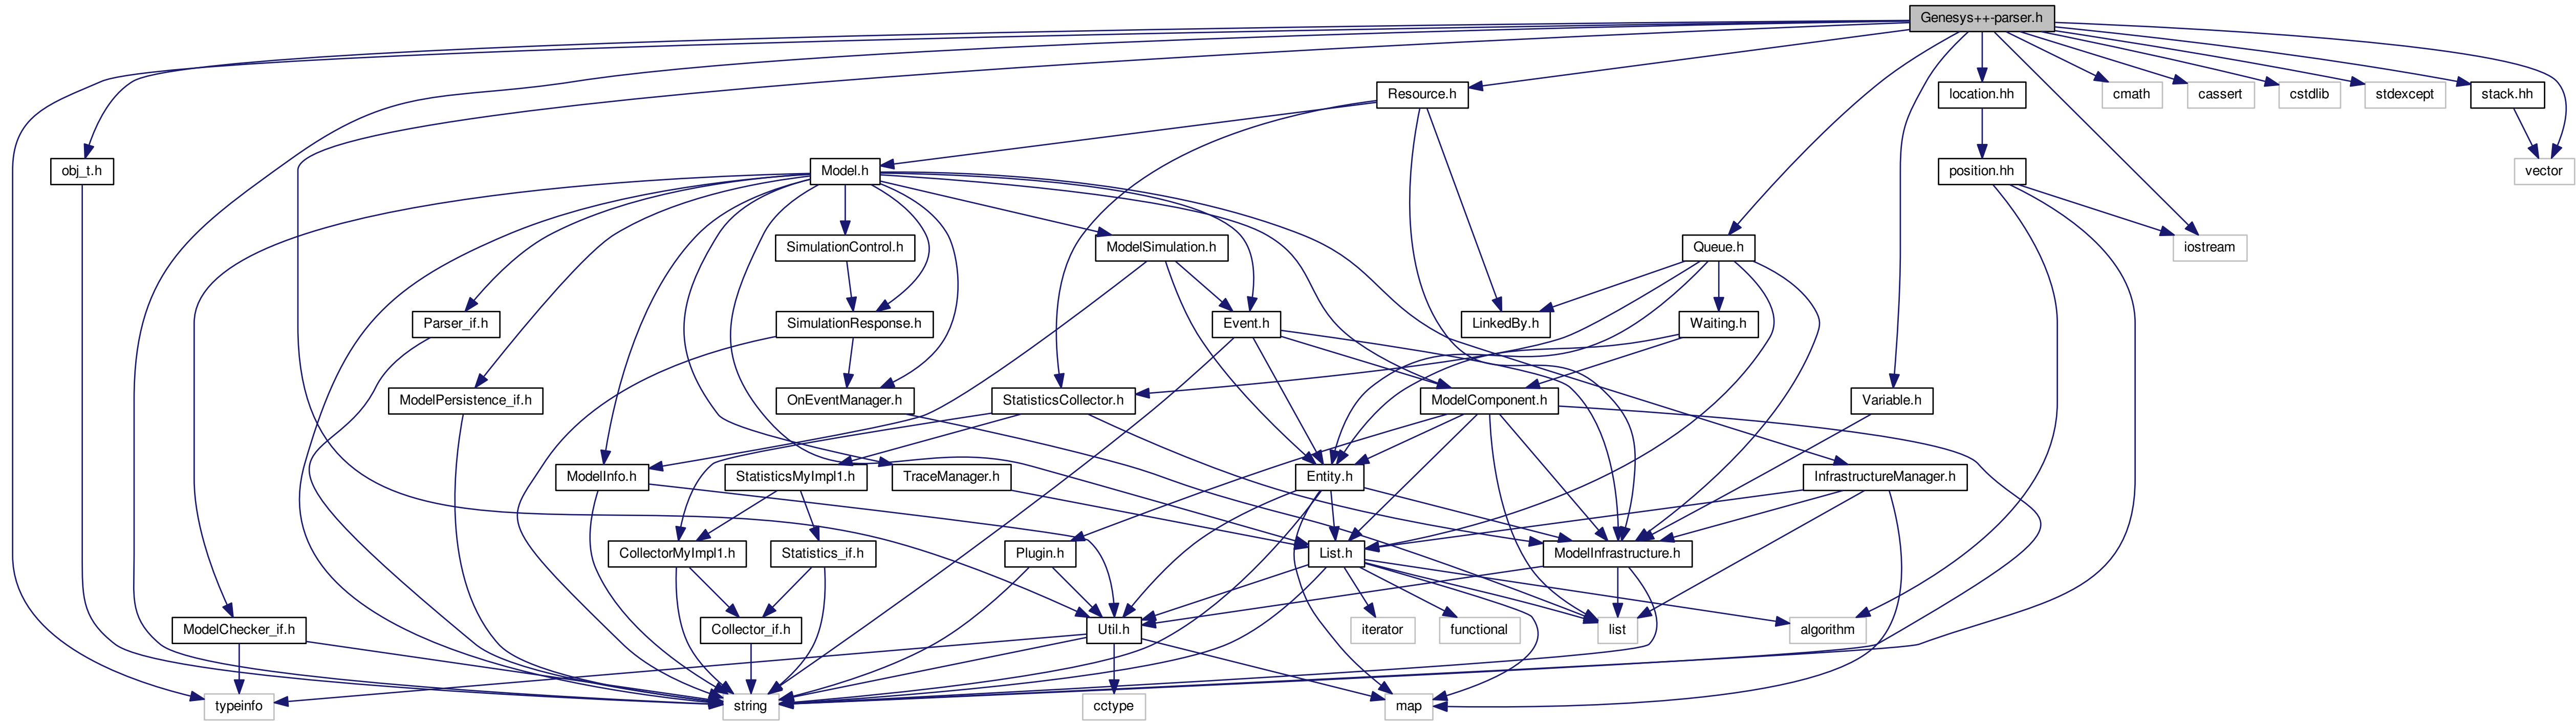 Genesys++-parser.h
Resource.h
location.hh
cmath
cassert
cstdlib
stdexcept
stack.hh
obj_t.h
Model.h
position.hh
vector
SimulationControl.h
ModelSimulation.h
Queue.h
iostream
Parser_if.h
SimulationResponse.h
Event.h
LinkedBy.h
Waiting.h
ModelPersistence_if.h
OnEventManager.h
StatisticsCollector.h
ModelComponent.h
Variable.h
ModelInfo.h
StatisticsMyImpl1.h
TraceManager.h
Entity.h
InfrastructureManager.h
CollectorMyImpl1.h
Statistics_if.h
Plugin.h
List.h
ModelInfrastructure.h
ModelChecker_if.h
Collector_if.h
Util.h
iterator
functional
list
algorithm
typeinfo
string
cctype
map